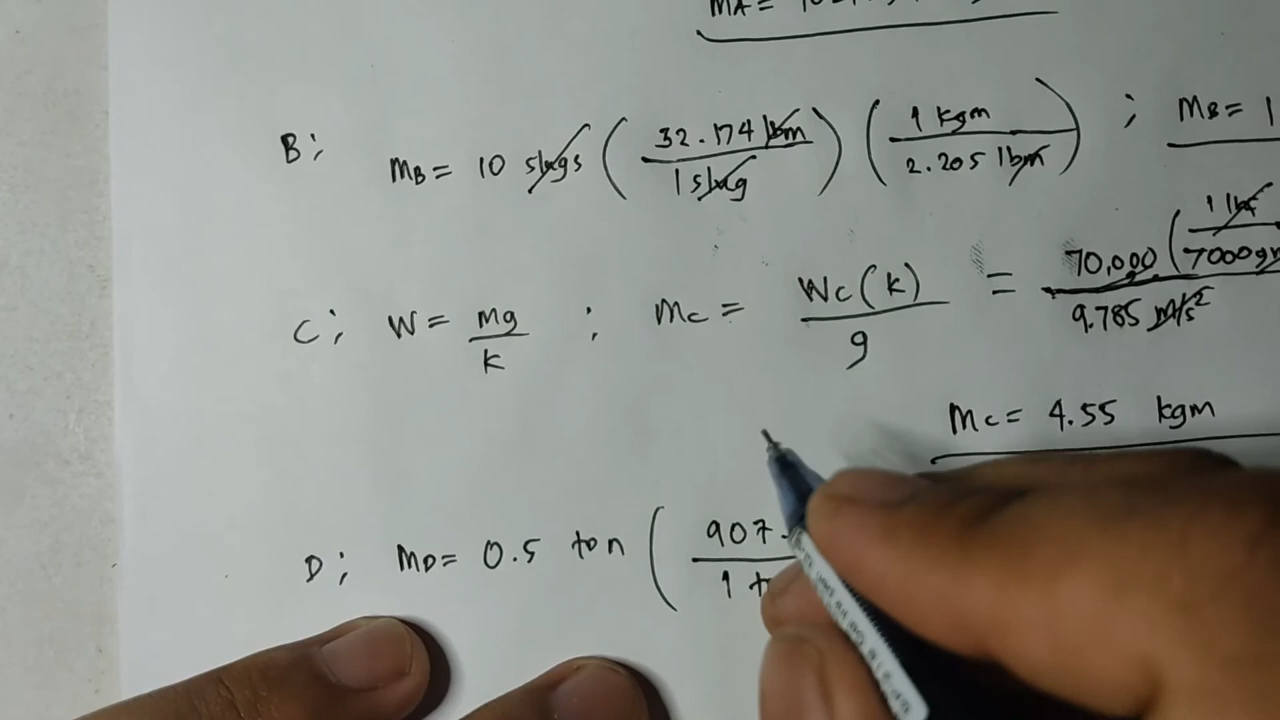 MA=
B; MB= 10 slugs ( 32.174 lbm / 1 slug ) ( 1 kgm / 2.205 lbm ) ; MB= 1
C; W= mg / k ; Mc= Wc(k) / g = 70,000 ( 1 lbf / 7000 gr / 9.785 m/s²
Mc= 4.55 kgm
D; MD= 0.5 ton ( 907. / 1